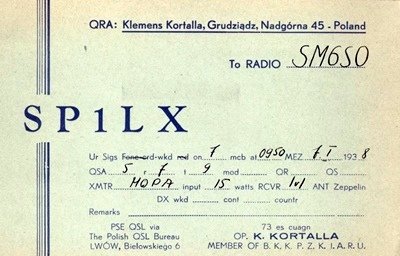 QRA: Klemens Kortalla, Grudziądz, Nadgórna 45 - Poland
To RADIO SM6SO
SP1LX
Ur Sigs Fone crd-wkd red on 7 mcb at 0950 MEZ 7 I 1938
QSA 5 r 7 t 9 mod QR OR QS
XMTR HOPA input 15 watts RCVR 1v1 ANT Zeppelin
DX wkd cont countr
Remarks
PSE QSL via
The Polish QSL Bureau
LWÓW, Bielowskiego 6
73 es cuagn
OP. K. KORTALLA
MEMBER OF B. K. K. P. Z. K. I. A. R. U.